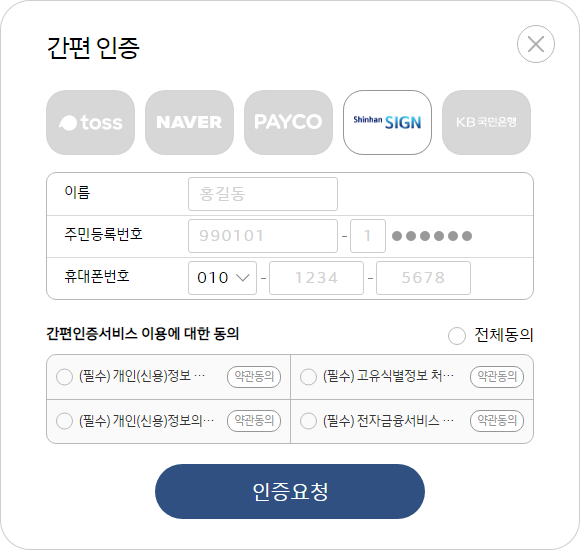 간편 인증
toss NAVER PAYCO Shinhan SIGN KB국민은행
이름 홍길동
주민등록번호 990101 - 1 ●●●●●●
휴대폰번호 010 - 1234 - 5678
간편인증서비스 이용에 대한 동의 전체동의
(필수) 개인(신용)정보 ... 약관동의 (필수) 고유식별정보 처... 약관동의
(필수) 개인(신용)정보의... 약관동의 (필수) 전자금융서비스 ... 약관동의
인증요청